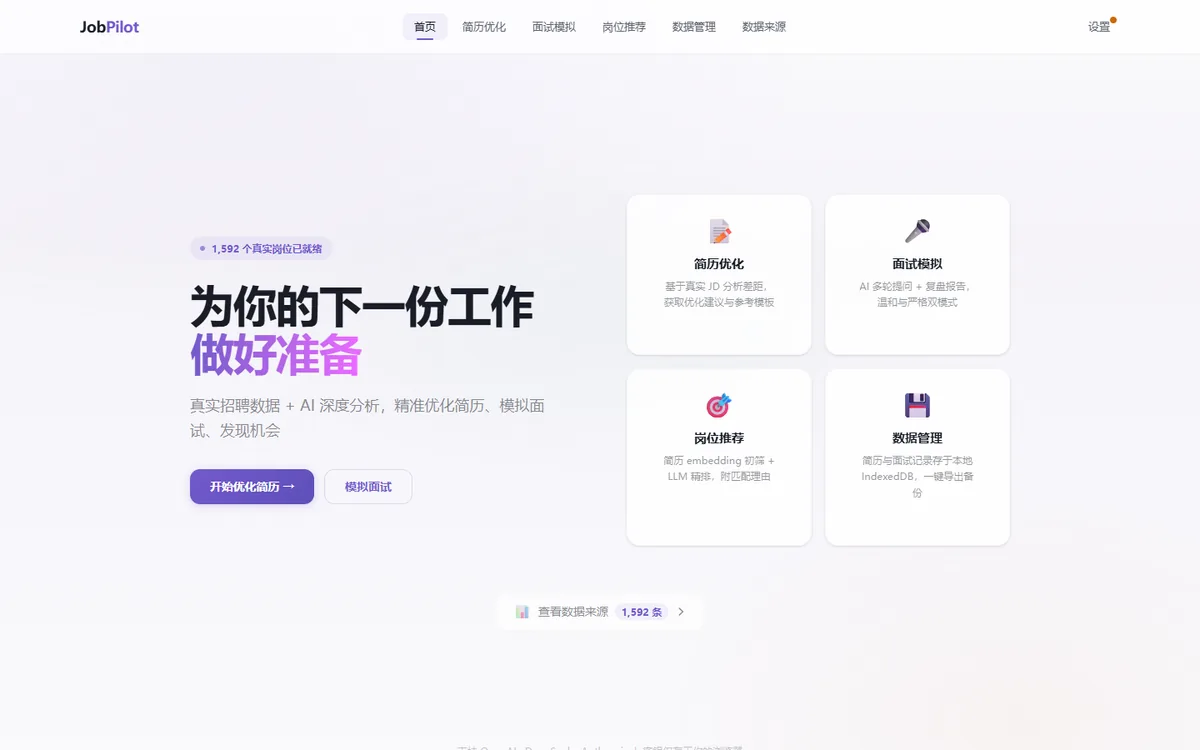 JobPilot
首页 简历优化 面试模拟 岗位推荐 数据管理 数据来源
设置
1,592 个真实岗位已就绪
为你的下一份工作
做好准备
真实招聘数据 + AI 深度分析，精准优化简历、模拟面
试、发现机会
开始优化简历 →
模拟面试
简历优化
基于真实 JD 分析差距，
获取优化建议与参考模板
面试模拟
AI 多轮提问 + 复盘报告，
温和与严格双模式
岗位推荐
简历 embedding 初筛 +
LLM 精排，附匹配理由
数据管理
简历与面试记录存于本地
IndexedDB，一键导出备
份
查看数据来源 1,592 条